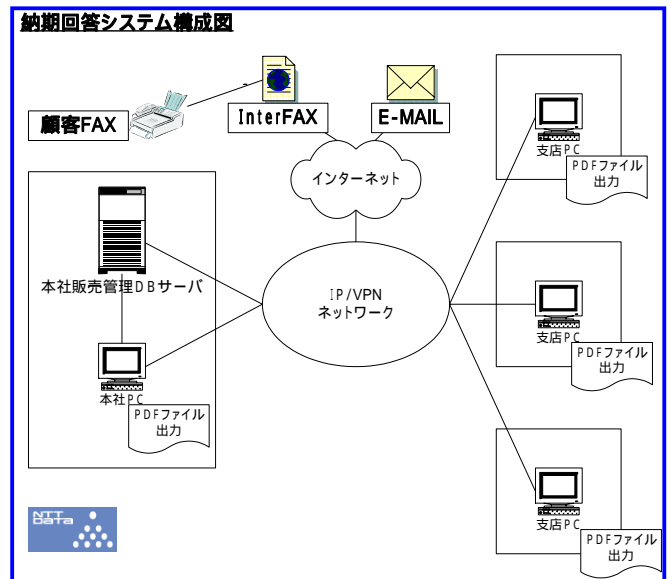 納期回答システム構成図
顧客FAX
InterFAX
E-MAIL
インターネット
本社販売管理DBサーバ
IP/VPN
ネットワーク
本社PC
PDFファイル
出力
支店PC
PDFファイル
出力
支店PC
PDFファイル
出力
支店PC
PDFファイル
出力
NTT
Data